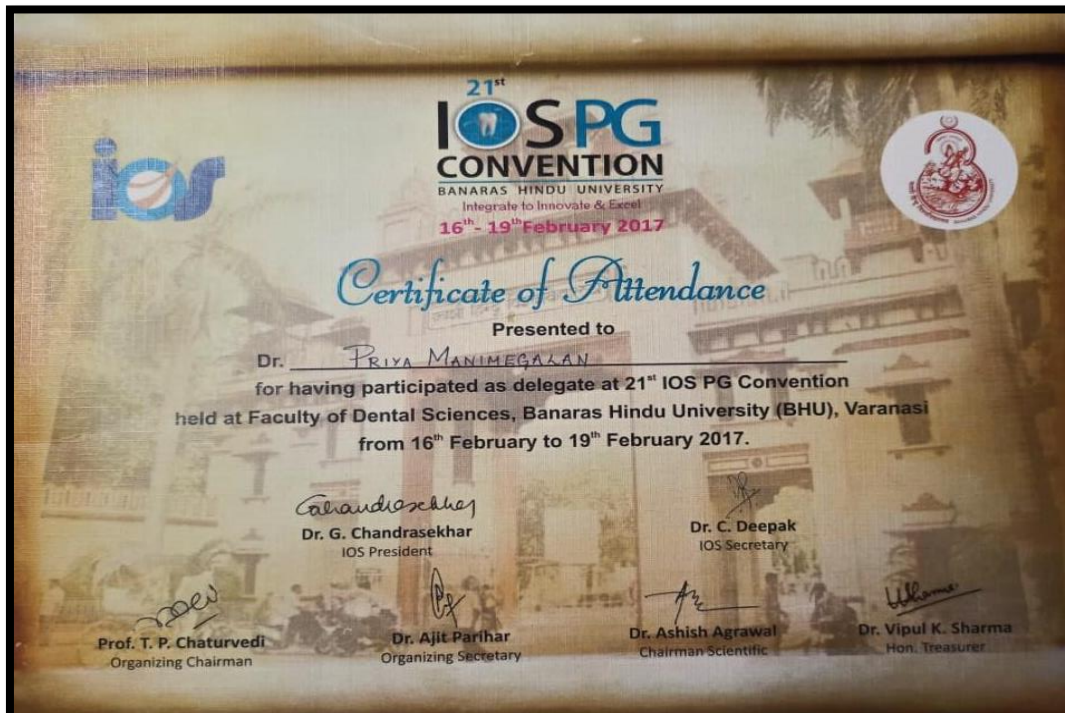 ios
21st
IOS PG
CONVENTION
BANARAS HINDU UNIVERSITY
Integrate to Innovate & Excel
16th - 19th February 2017
Certificate of Attendance
Presented to
Dr. PRIYA MANIMEGALAN
for having participated as delegate at 21st IOS PG Convention
held at Faculty of Dental Sciences, Banaras Hindu University (BHU), Varanasi
from 16th February to 19th February 2017.
Dr. G. Chandrasekhar
IOS President
Dr. C. Deepak
IOS Secretary
Prof. T. P. Chaturvedi
Organizing Chairman
Dr. Ajit Parihar
Organizing Secretary
Dr. Ashish Agrawal
Chairman Scientific
Dr. Vipul K. Sharma
Hon. Treasurer